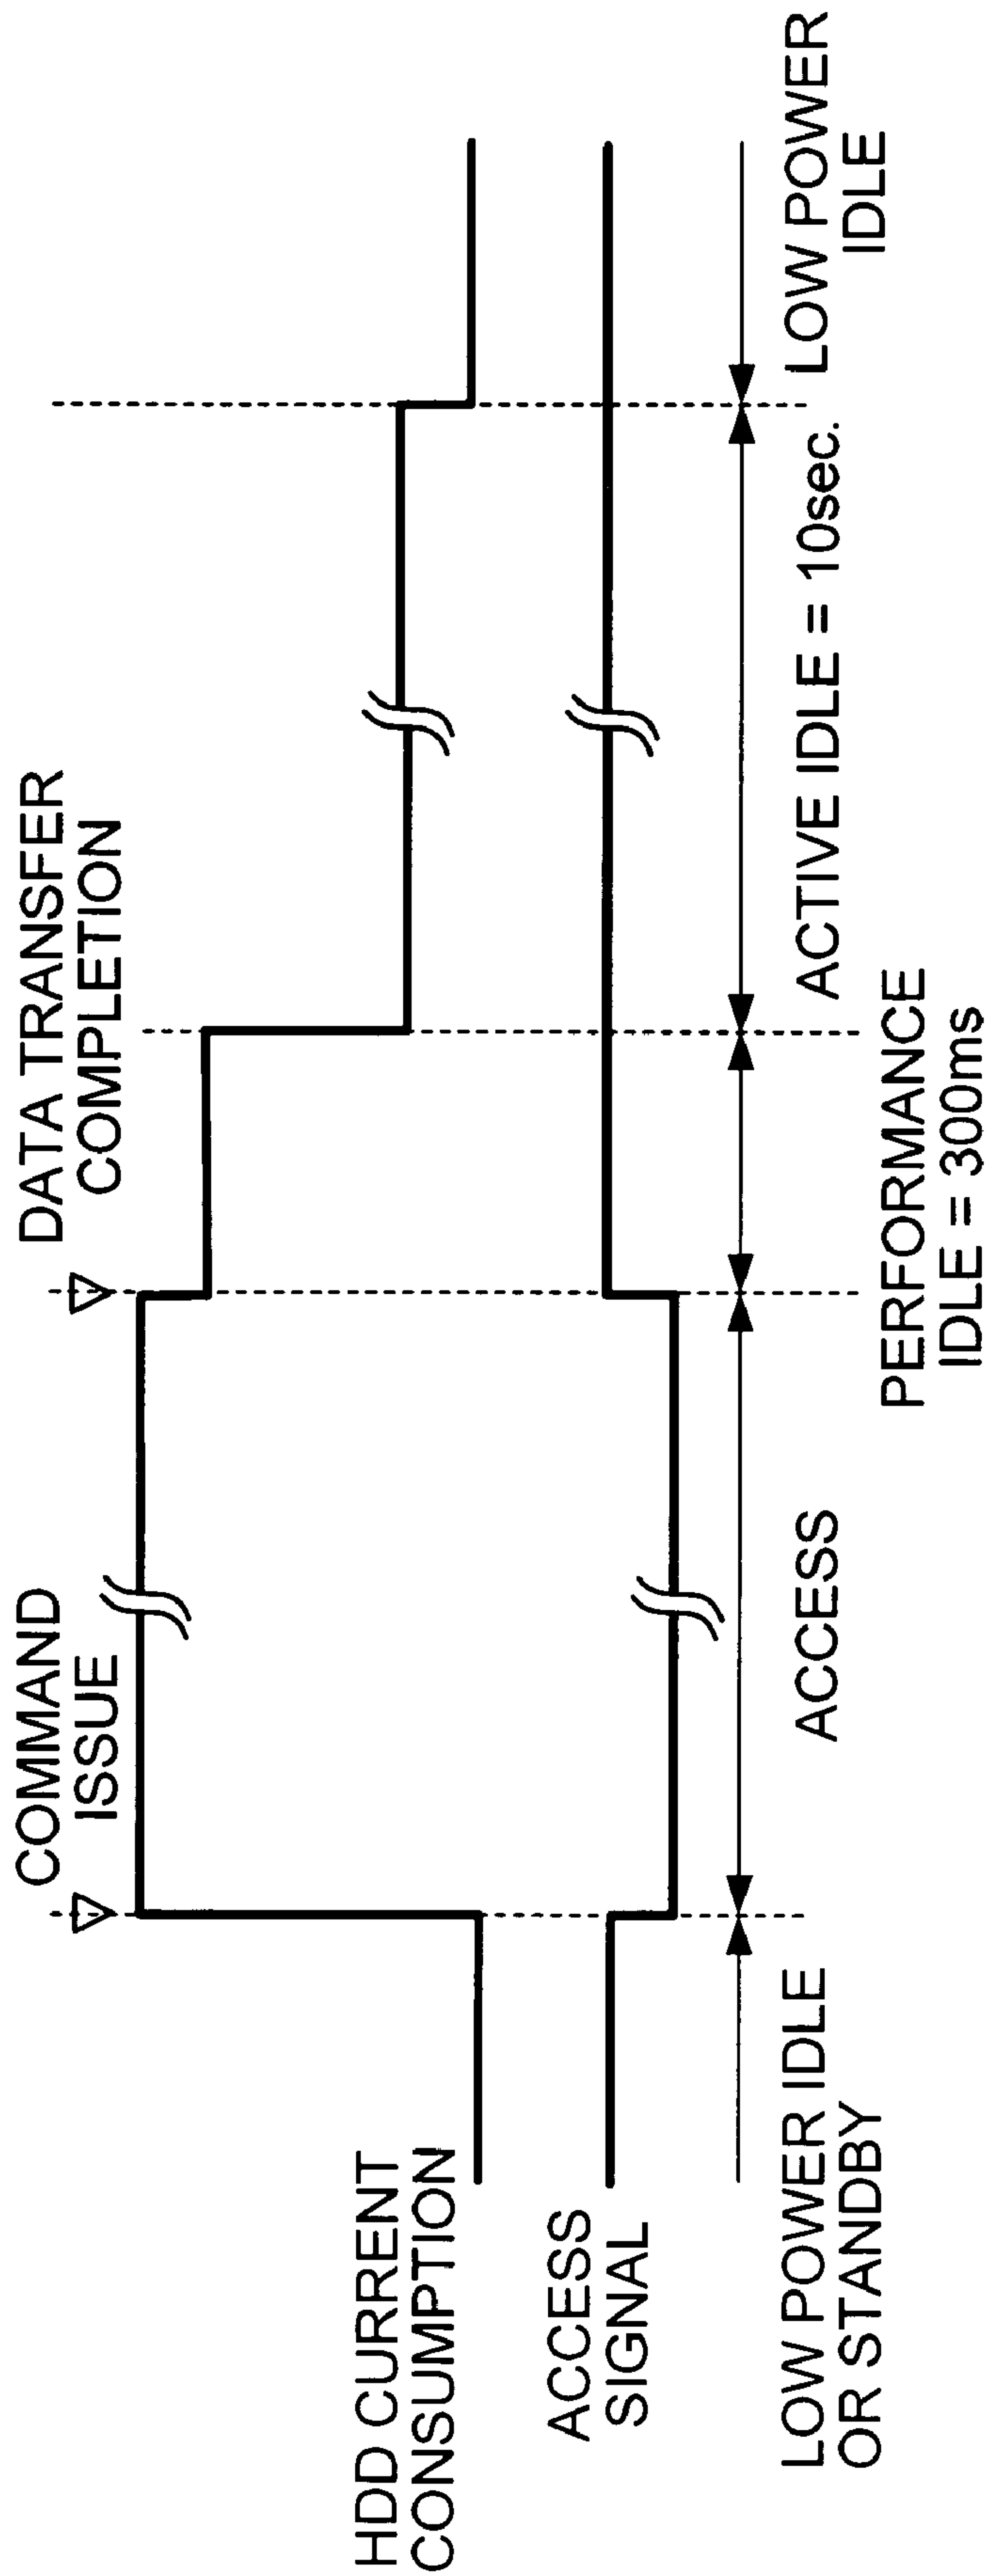 COMMAND
ISSUE
DATA TRANSFER
COMPLETION
HDD CURRENT
CONSUMPTION
ACCESS
SIGNAL
LOW POWER IDLE
OR STANDBY
ACCESS
PERFORMANCE
IDLE = 300ms
ACTIVE IDLE = 10sec.
LOW POWER
IDLE